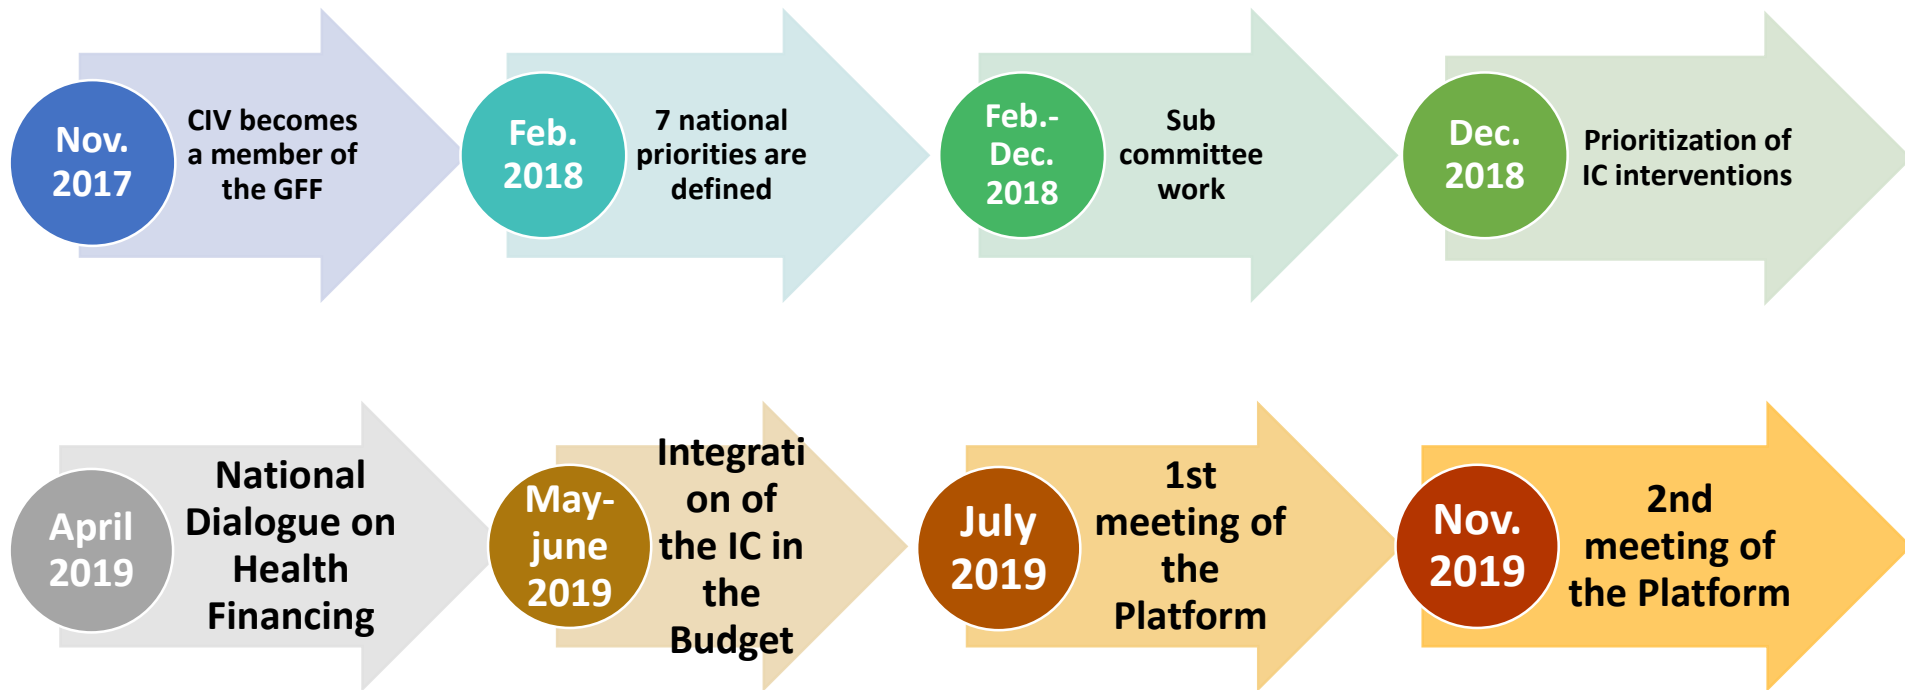 Nov.
2017
CIV becomes
a member of
the GFF
Feb.
2018
7 national
priorities are
defined
Feb.-
Dec.
2018
Sub
committee
work
Dec.
2018
Prioritization of
IC interventions
April
2019
National
Dialogue on
Health
Financing
May-
june
2019
Integrati
on of
the IC in
the
Budget
July
2019
1st
meeting of
the
Platform
Nov.
2019
2nd
meeting of
the Platform